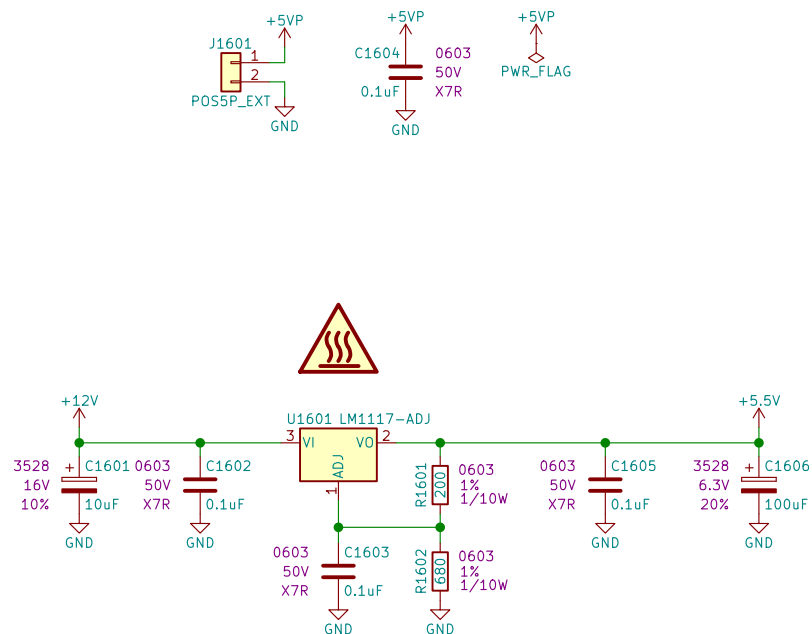 +5VP
J1601
1
2
POS5P_EXT
GND
+5VP
C1604
0603
50V
0.1uF
X7R
GND
+5VP
PWR_FLAG
+12V
3528
+
C1601
16V
10%
10uF
GND
0603
C1602
50V
X7R
0.1uF
GND
U1601 LM1117-ADJ
3
VI
VO
2
ADJ
1
R1601
200
0603
1%
1/10W
0603
C1603
50V
X7R
0.1uF
GND
R1602
680
0603
1%
1/10W
GND
0603
C1605
50V
X7R
0.1uF
GND
+5.5V
3528
+
C1606
6.3V
20%
100uF
GND